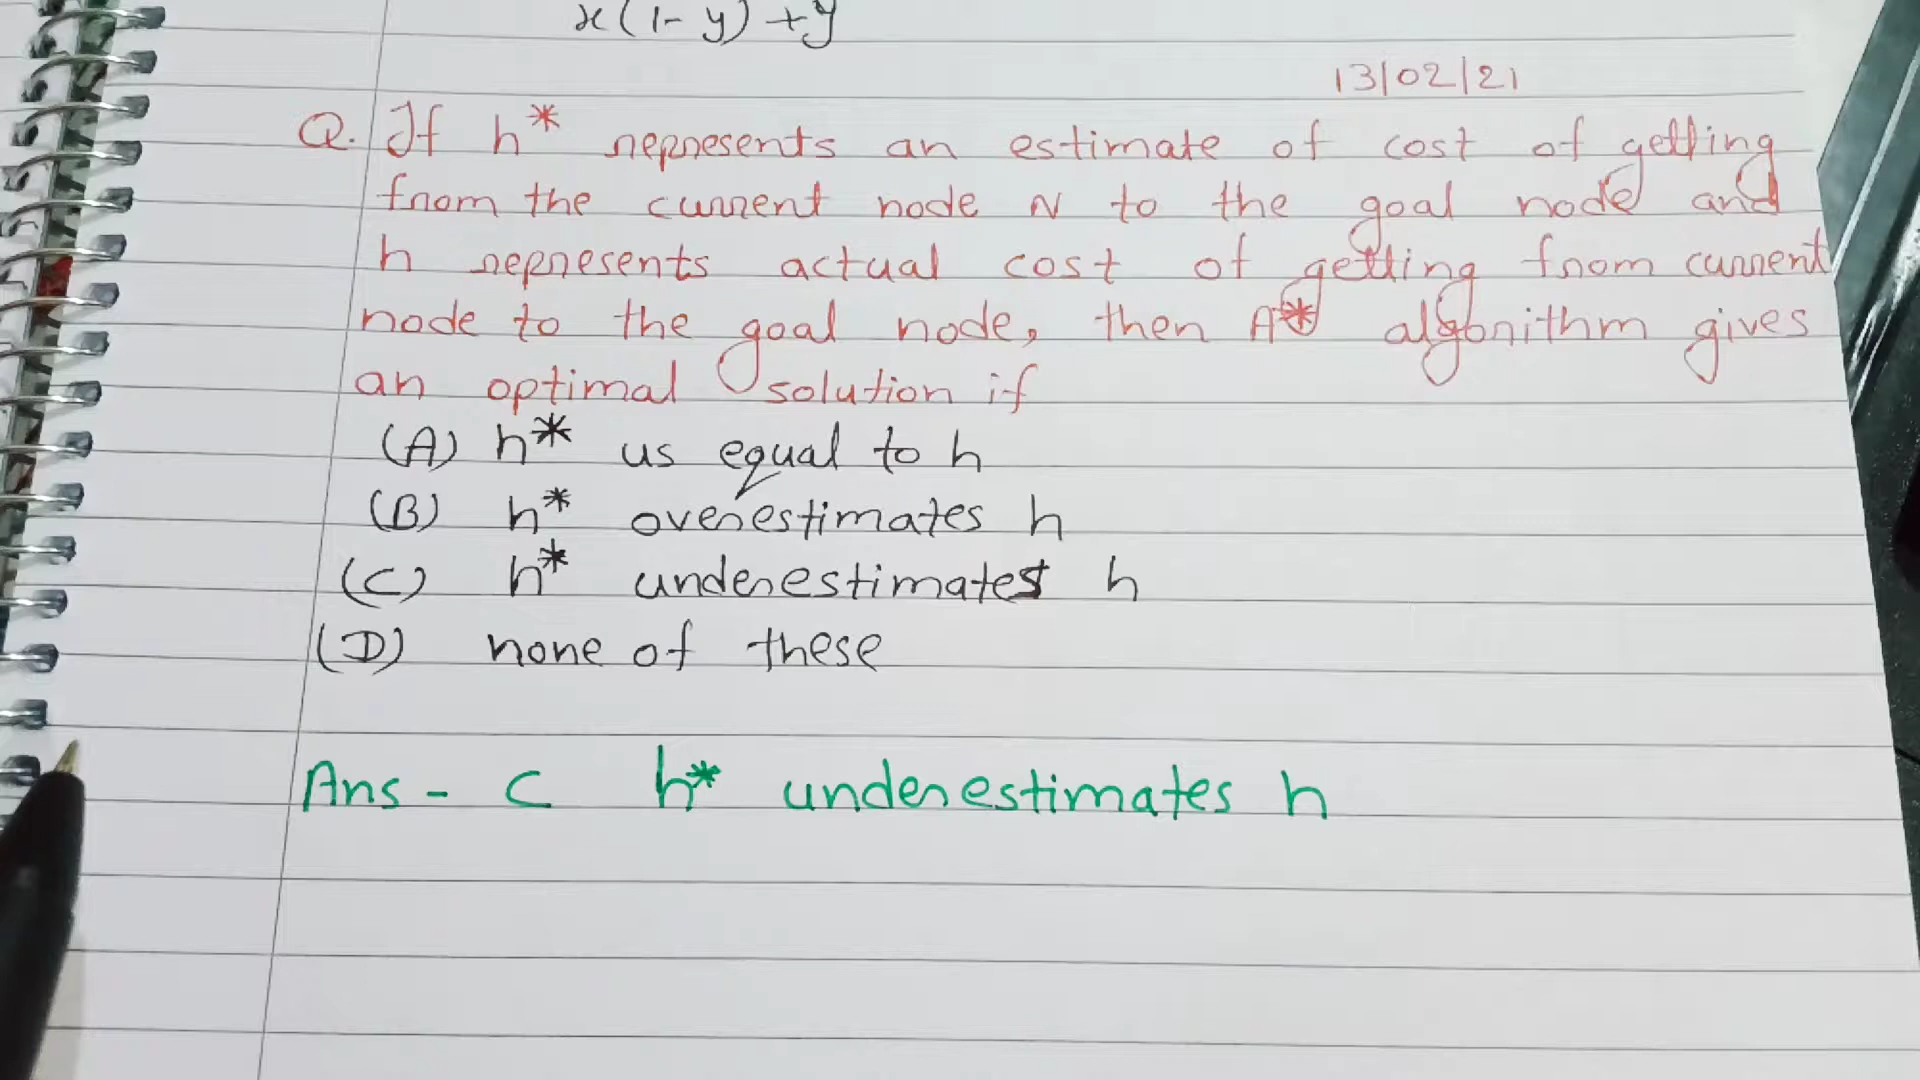 x(1-y)+y
13/02/21
Q. If h* represents an estimate of cost of getting
from the current node N to the goal node and
h represents actual cost of getting from current
node to the goal node, then A* algorithm gives
an optimal solution if
(A) h* us equal to h
(B) h* overestimates h
(C) h* underestimates h
(D) none of these
Ans - C h* underestimates h